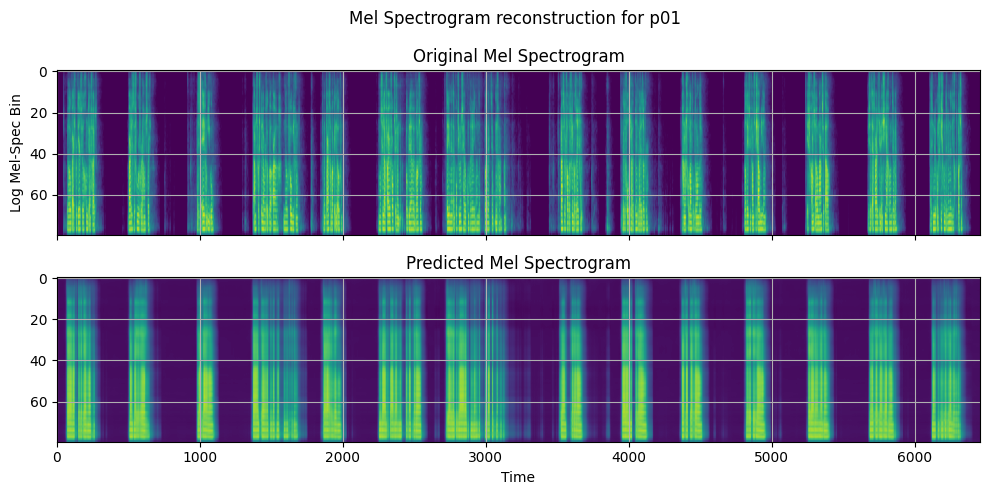 Mel Spectrogram reconstruction for p01
Original Mel Spectrogram
0
20
40
60
Log Mel-Spec Bin
Predicted Mel Spectrogram
0
20
40
60
0 1000 2000 3000 4000 5000 6000
Time